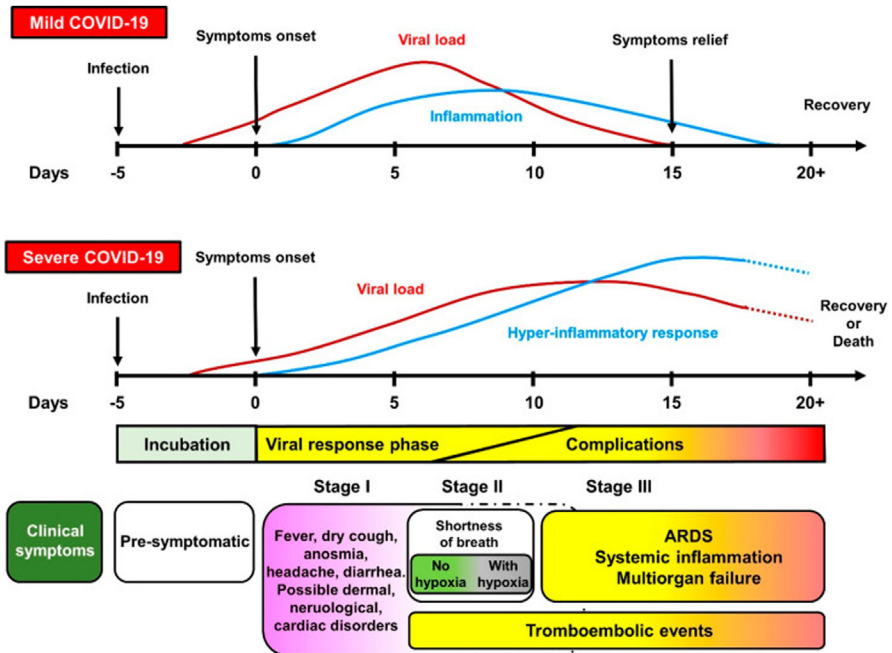 Mild COVID-19
Symptoms onset
Viral load
Symptoms relief
Infection
Inflammation
Recovery
Days -5 0 5 10 15 20+
Severe COVID-19
Symptoms onset
Infection
Viral load
Hyper-inflammatory response
Recovery
or
Death
Days -5 0 5 10 15 20+
Incubation Viral response phase Complications
Stage I Stage II Stage III
Clinical
symptoms
Pre-symptomatic
Fever, dry cough,
anosmia,
headache, diarrhea.
Possible dermal,
neruological,
cardiac disorders
Shortness
of breath
No
hypoxia
With
hypoxia
ARDS
Systemic inflammation
Multiorgan failure
Tromboembolic events